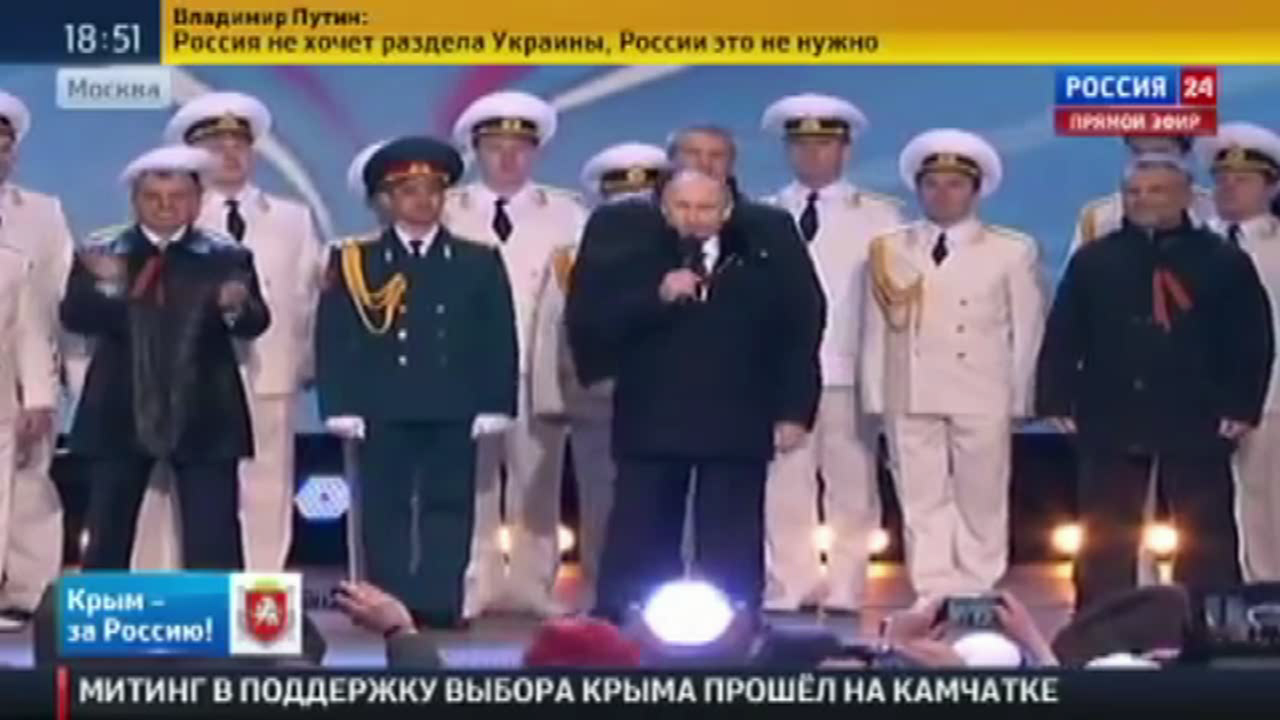 18:51
Владимир Путин:
Россия не хочет раздела Украины, России это не нужно
Москва
РОССИЯ 24
ПРЯМОЙ ЭФИР
Крым –
за Россию!
МИТИНГ В ПОДДЕРЖКУ ВЫБОРА КРЫМА ПРОШЁЛ НА КАМЧАТКЕ